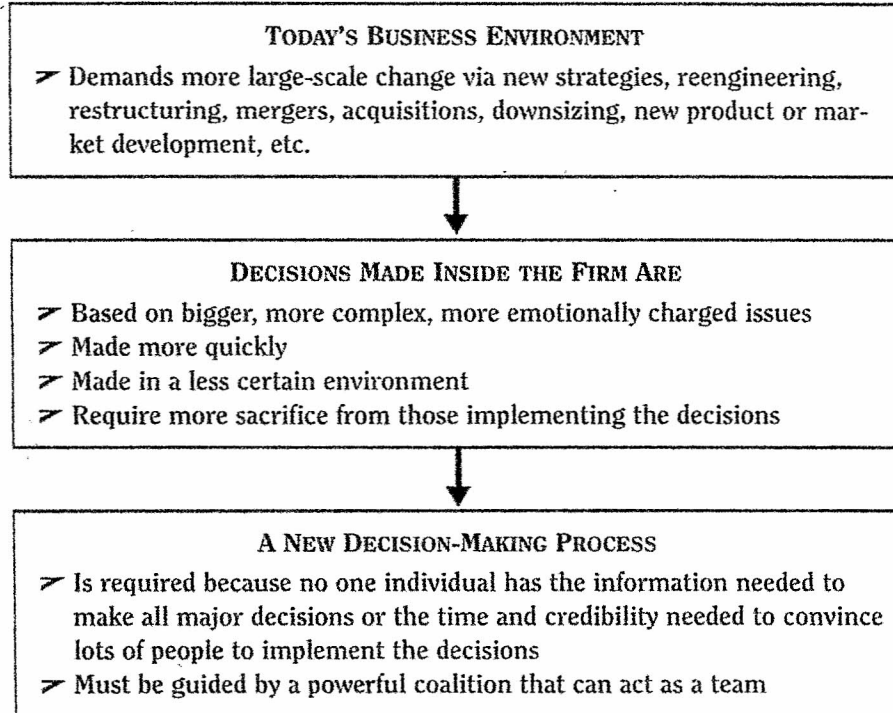 TODAY'S BUSINESS ENVIRONMENT
➢ Demands more large-scale change via new strategies, reengineering,
restructuring, mergers, acquisitions, downsizing, new product or mar-
ket development, etc.
DECISIONS MADE INSIDE THE FIRM ARE
➢ Based on bigger, more complex, more emotionally charged issues
➢ Made more quickly
➢ Made in a less certain environment
➢ Require more sacrifice from those implementing the decisions
A NEW DECISION-MAKING PROCESS
➢ Is required because no one individual has the information needed to
make all major decisions or the time and credibility needed to convince
lots of people to implement the decisions
➢ Must be guided by a powerful coalition that can act as a team